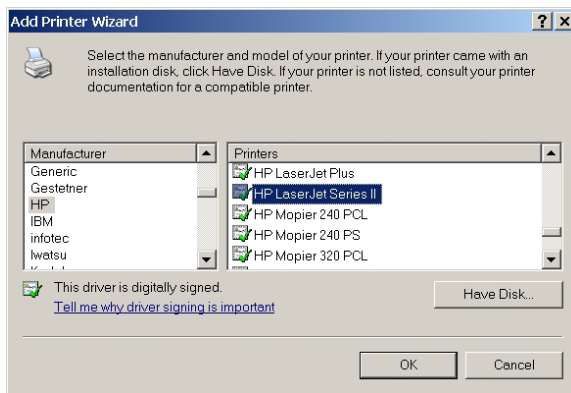 Add Printer Wizard
Select the manufacturer and model of your printer. If your printer came with an
installation disk, click Have Disk. If your printer is not listed, consult your printer
documentation for a compatible printer.
Manufacturer
Generic
Gestetner
HP
IBM
infotec
Iwatsu
Printers
HP LaserJet Plus
HP LaserJet Series II
HP Mopier 240 PCL
HP Mopier 240 PS
HP Mopier 320 PCL
This driver is digitally signed.
Tell me why driver signing is important
Have Disk...
OK
Cancel